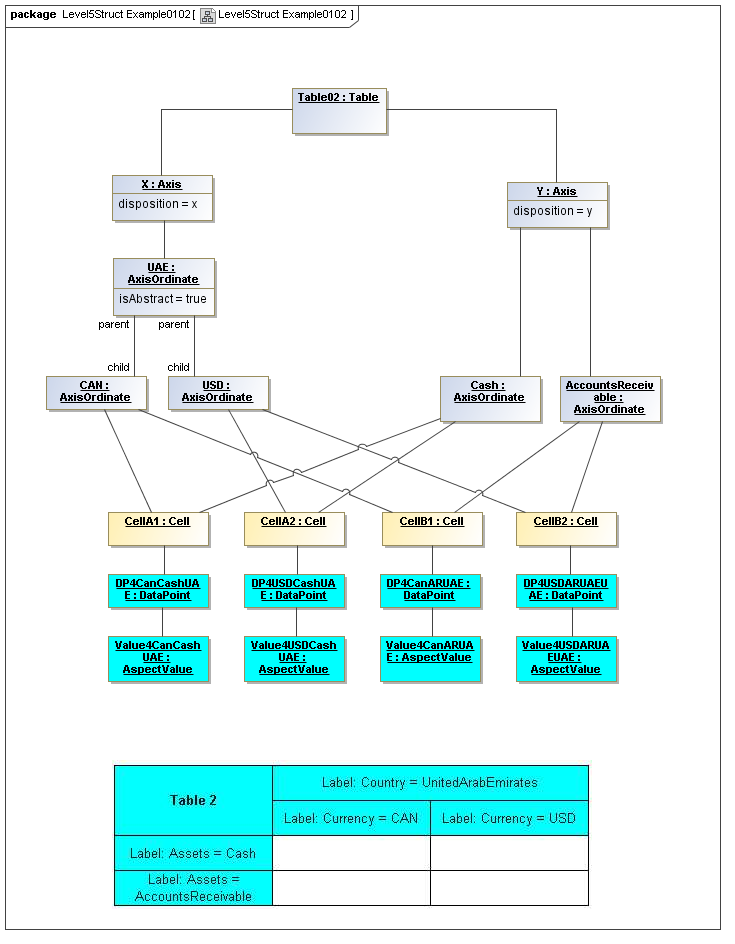 package Level5Struct Example0102 [ Level5Struct Example0102 ]
Table02 : Table
X : Axis
disposition = x
Y : Axis
disposition = y
UAE :
AxisOrdinate
isAbstract = true
parent parent
child child
CAN :
AxisOrdinate
USD :
AxisOrdinate
Cash :
AxisOrdinate
AccountsReceiv
able :
AxisOrdinate
CellA1 : Cell
CellA2 : Cell
CellB1 : Cell
CellB2 : Cell
DP4CanCashUA
E : DataPoint
DP4USDCashUA
E : DataPoint
DP4CanARUAE :
DataPoint
DP4USDARUAEU
AE : DataPoint
Value4CanCash
UAE :
AspectValue
Value4USDCash
UAE :
AspectValue
Value4CanARUA
E : AspectValue
Value4USDARUA
EUAE :
AspectValue
Table 2
Label: Country = UnitedArabEmirates
Label: Currency = CAN
Label: Currency = USD
Label: Assets = Cash
Label: Assets =
AccountsReceivable